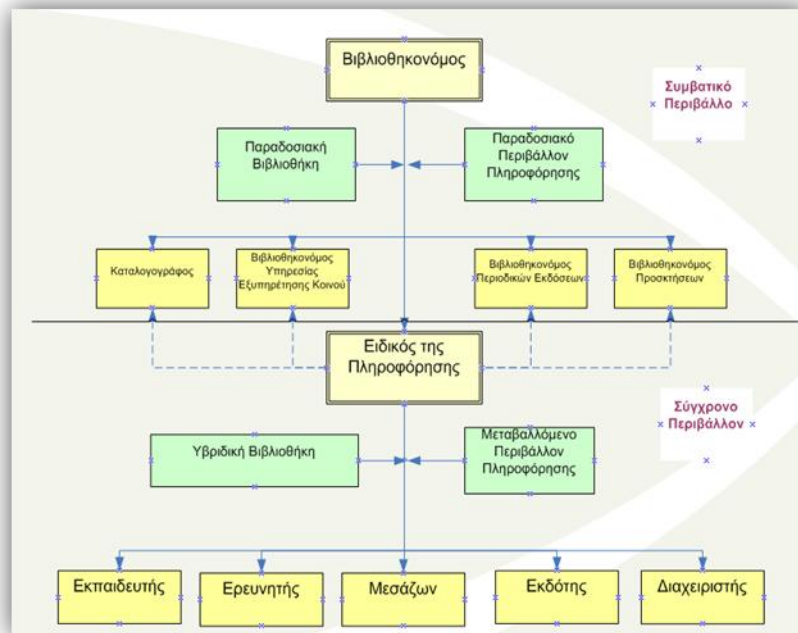 Βιβλιοθηκονόμος
Συμβατικό
Περιβάλλο
Παραδοσιακή
Βιβλιοθήκη
Παραδοσιακό
Περιβάλλον
Πληροφόρησης
Καταλογογράφος
Βιβλιοθηκονόμος
Υπηρεσίας
Εξυπηρέτησης Κοινού
Βιβλιοθηκονόμος
Περιοδικών Εκδόσεων
Βιβλιοθηκονόμος
Προσκτήσεων
Ειδικός της
Πληροφόρησης
Σύγχρονο
Περιβάλλον
Υβριδική Βιβλιοθήκη
Μεταβαλλόμενο
Περιβάλλον
Πληροφόρησης
Εκπαιδευτής
Ερευνητής
Μεσάζων
Εκδότης
Διαχειριστής